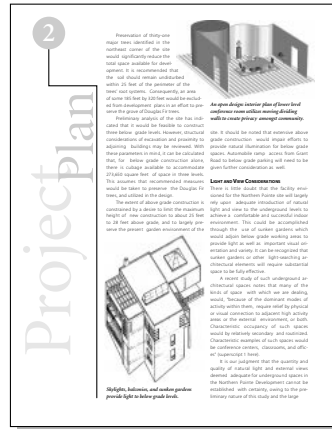 2
Project plan
Preservation of thirty-one
major trees identified in the
northeast corner of the site
would significantly reduce the
total space available for devel-
opment. It is recommended that
the soil should remain undisturbed
within 25 feet of the perimeter of the
trees' root systems. Consequently, an area
of some 105 feet by 320 feet would be exclud-
ed from development plans in an effort to pre-
serve the grove of Douglas Fir trees.
Preliminary analysis of the site has indi-
cated that it would be feasible to construct
three below grade levels. However, structural
considerations of excavation and proximity to
adjoining buildings may be reviewed. With
these parameters in mind, it can be calculated
that, for below grade construction alone,
there is cubage available to accommodate
273,600 square feet of space in three levels.
This assumes that recommended measures
would be taken to preserve the Douglas Fir
trees, and utilized in the design.
The extent of above grade construction is
constrained by a desire to limit the maximum
height of new construction to about 25 feet
to 28 feet above grade, and to largely pre-
serve the present garden environment of the
Skylights, balconies, and sunken gardens
provide light to below grade levels.
An open design: interior plan of lower level
conference room utilizes moving dividing
walls to create privacy amongst community.
site. It should be noted that extensive above
grade construction would impair efforts to
provide natural illumination for below grade
spaces. Automobile ramp access from Grant
Road to below grade parking will need to be
given further consideration as well.
LIGHT AND VIEW CONSIDERATIONS
There is little doubt that the facility envi-
sioned for the Northern Pointe site will largely
rely upon adequate introduction of natural
light and view to the underground levels to
achieve a comfortable and successful indoor
environment. This could be accomplished
through the use of sunken gardens which
would adjoin below grade working areas to
provide light as well as important visual ori-
entation and variety. It can be recognized that
sunken gardens or other light-searching ar-
chitectural elements will require substantial
space to be fully effective.
A recent study of such underground ar-
chitectural spaces notes that many of the
kinds of space with which we are dealing,
would, "because of the dominant modes of
activity within them, require relief by physical
or visual connection to adjacent high activity
areas or the external environment, or both.
Characteristic occupancy of such spaces
would by relatively secondary and routinized.
Characteristic examples of such spaces would
be conference centers, classrooms, and offic-
es" (superscript 1 here)
It is our judgment that the quantity and
quality of natural light and external views
deemed adequate for underground spaces in
the Northern Pointe Development cannot be
established with certainty, owing to the pre-
liminary nature of this study and the large